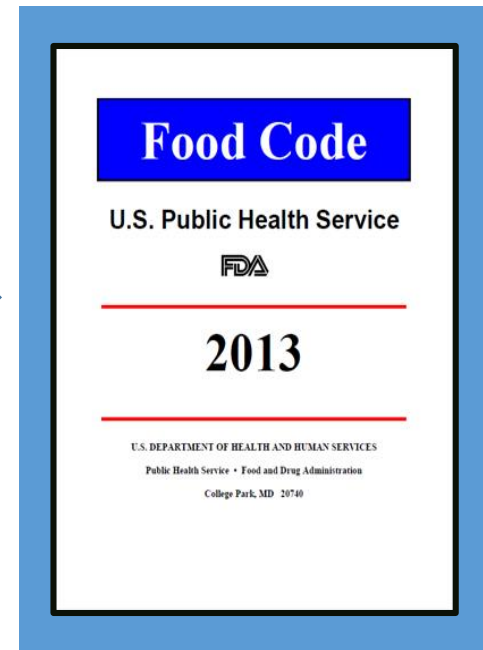 Food Code
U.S. Public Health Service
FDA
2013
U.S. DEPARTMENT OF HEALTH AND HUMAN SERVICES
Public Health Service • Food and Drug Administration
College Park, MD 20740